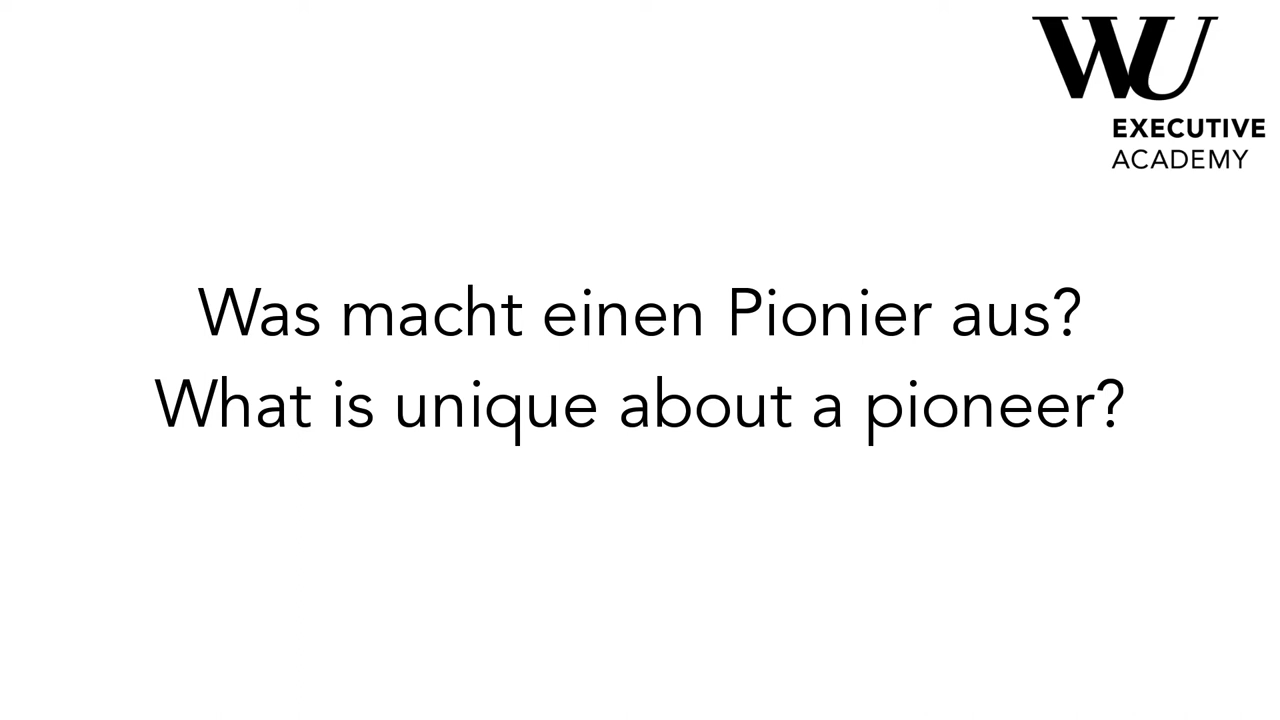 WU
EXECUTIVE
ACADEMY
Was macht einen Pionier aus?
What is unique about a pioneer?